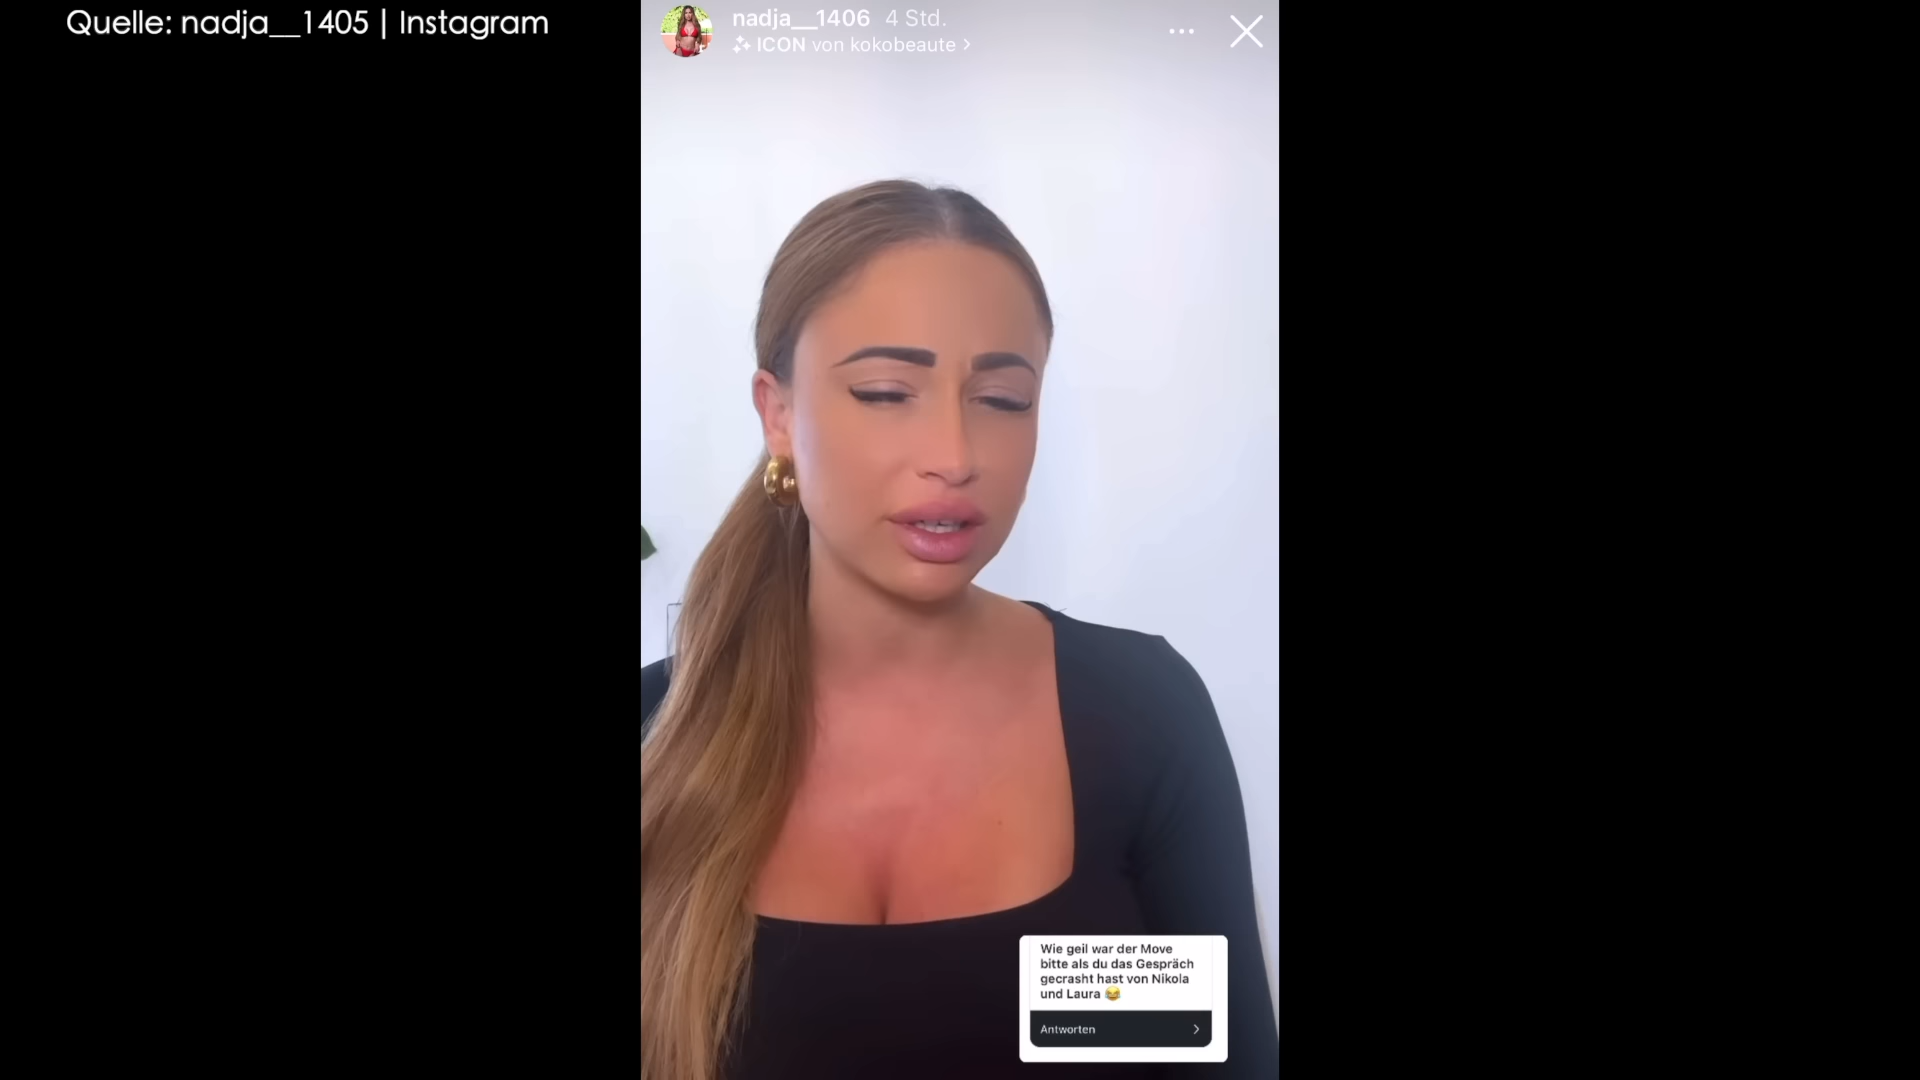 Quelle: nadja__1405 | Instagram
nadja__1406 4 Std.
ICON von kokobeaute >
Wie geil war der Move
bitte als du das Gespräch
gecrasht hast von Nikola
und Laura 😂
Antworten >